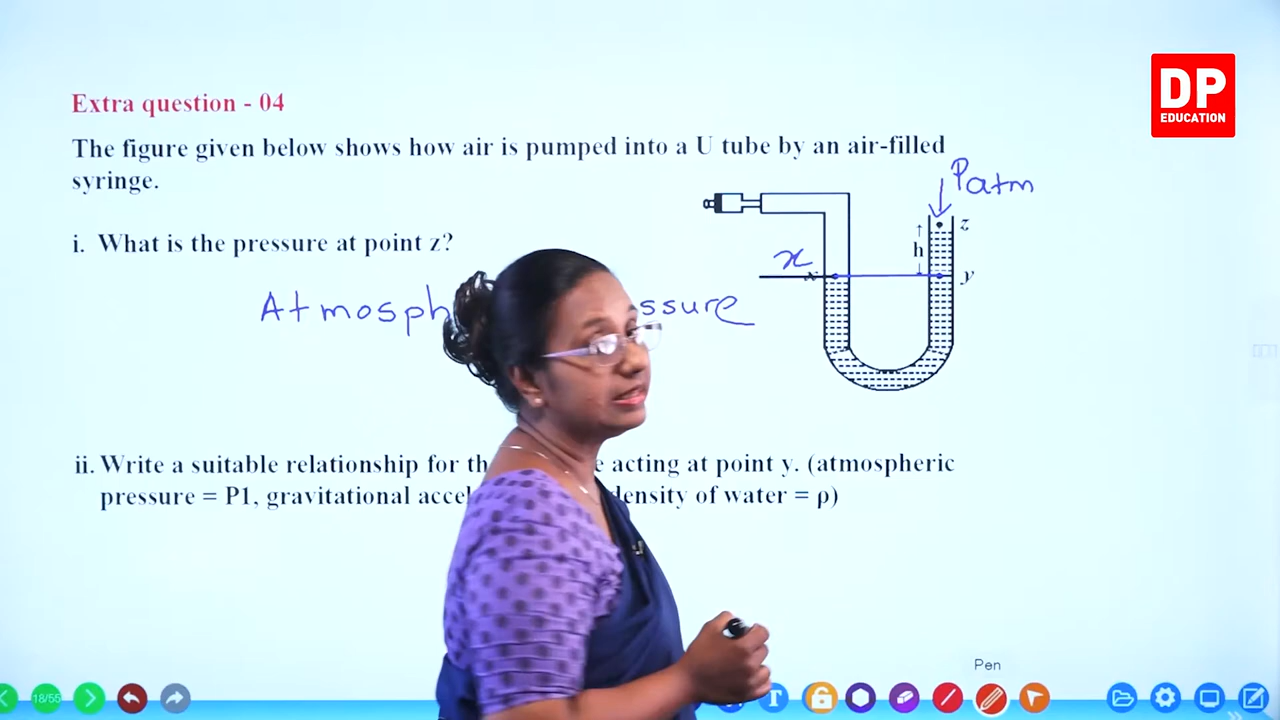 DP
EDUCATION
Extra question - 04
The figure given below shows how air is pumped into a U tube by an air-filled
syringe.
Patm
i. What is the pressure at point z?
z
h
x
x
y
Atmosph ssure
ii. Write a suitable relationship for th e acting at point y. (atmospheric
pressure = P1, gravitational accel density of water = ρ)
Pen
18/55
T